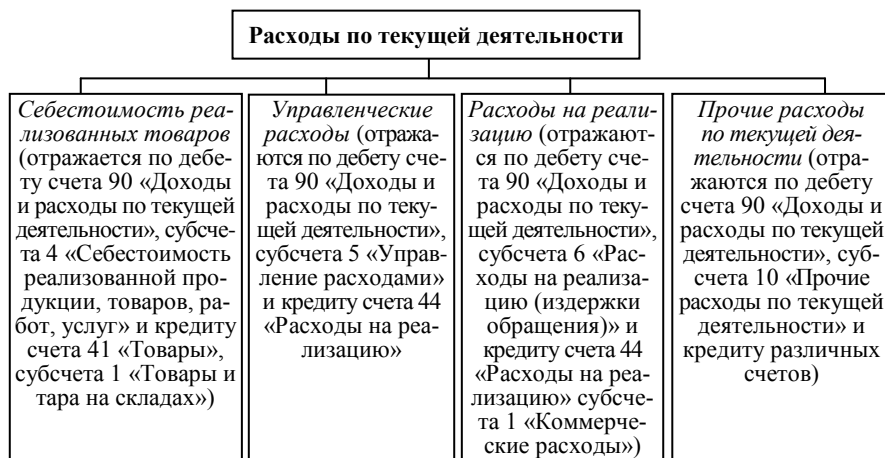 Расходы по текущей деятельности
Себестоимость реа-
лизованных товаров
(отражается по дебе-
ту счета 90 «Доходы
и расходы по текущей
деятельности», субсче-
та 4 «Себестоимость
реализованной про-
дукции, товаров, ра-
бот, услуг» и кредиту
счета 41 «Товары»,
субсчета 1 «Товары и
тара на складах»)
Управленческие
расходы (отража-
ются по дебету сче-
та 90 «Доходы и
расходы по теку-
щей деятельности»,
субсчета 5 «Управ-
ление расходами»
и кредиту счета 44
«Расходы на реа-
лизацию»
Расходы на реали-
зацию (отражают-
ся по дебету сче-
та 90 «Доходы и
расходы по теку-
щей деятельности»,
субсчета 6 «Рас-
ходы на реализа-
цию (издержки
обращения)» и
кредиту счета 44
«Расходы на реа-
лизацию» субсче-
та 1 «Коммерче-
ские расходы»)
Прочие расходы
по текущей дея-
тельности (отра-
жаются по дебету
счета 90 «Доходы и
расходы по текущей
деятельности», суб-
счета 10 «Прочие
расходы по текущей
деятельности» и
кредиту различных
счетов)